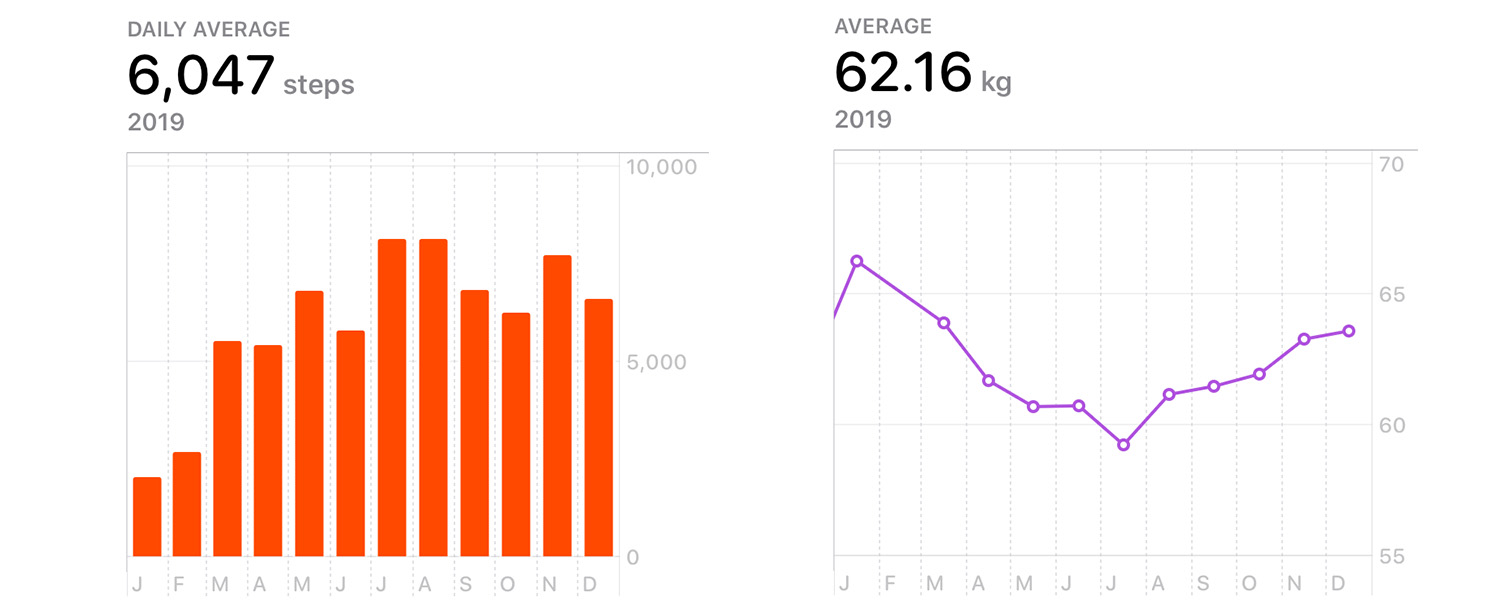 DAILY AVERAGE
6,047 steps
2019
10,000
5,000
0
J F M A M J J A S O N D
AVERAGE
62.16 kg
2019
70
65
60
55
J F M A M J J A S O N D